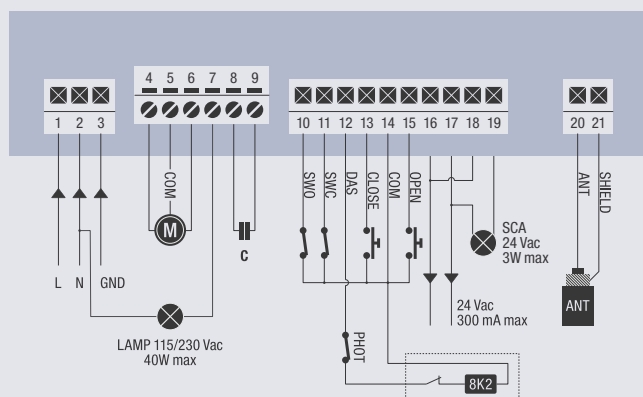 4 5 6 7 8 9
1 2 3
10 11 12 13 14 15 16 17 18 19
20 21
COM
SWO
SWC
DAS
CLOSE
COM
OPEN
ANT
SHIELD
M
C
SCA
24 Vac
3W max
L N GND
24 Vac
300 mA max
ANT
LAMP 115/230 Vac
40W max
PHOT
8K2